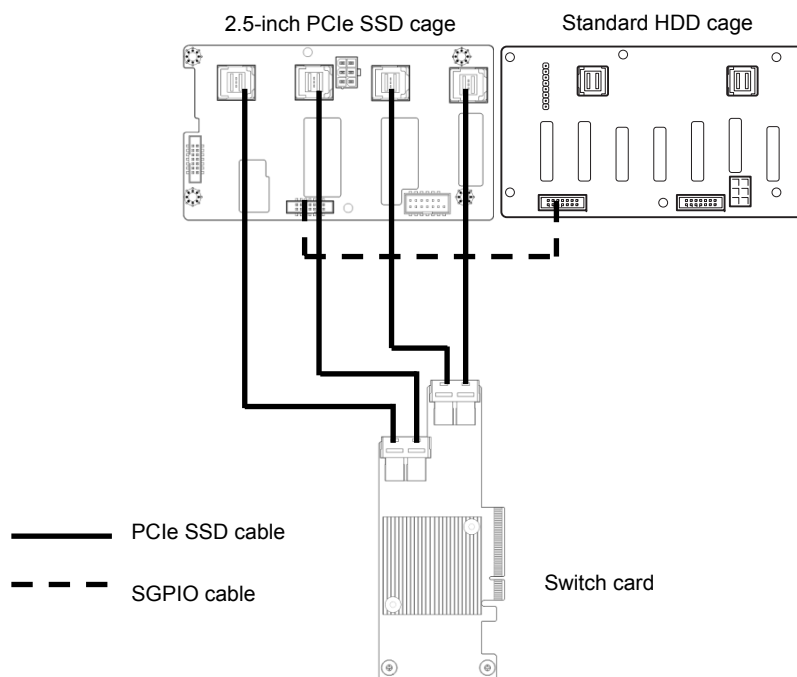 2.5-inch PCIe SSD cage
Standard HDD cage
PCIe SSD cable
SGPIO cable
Switch card